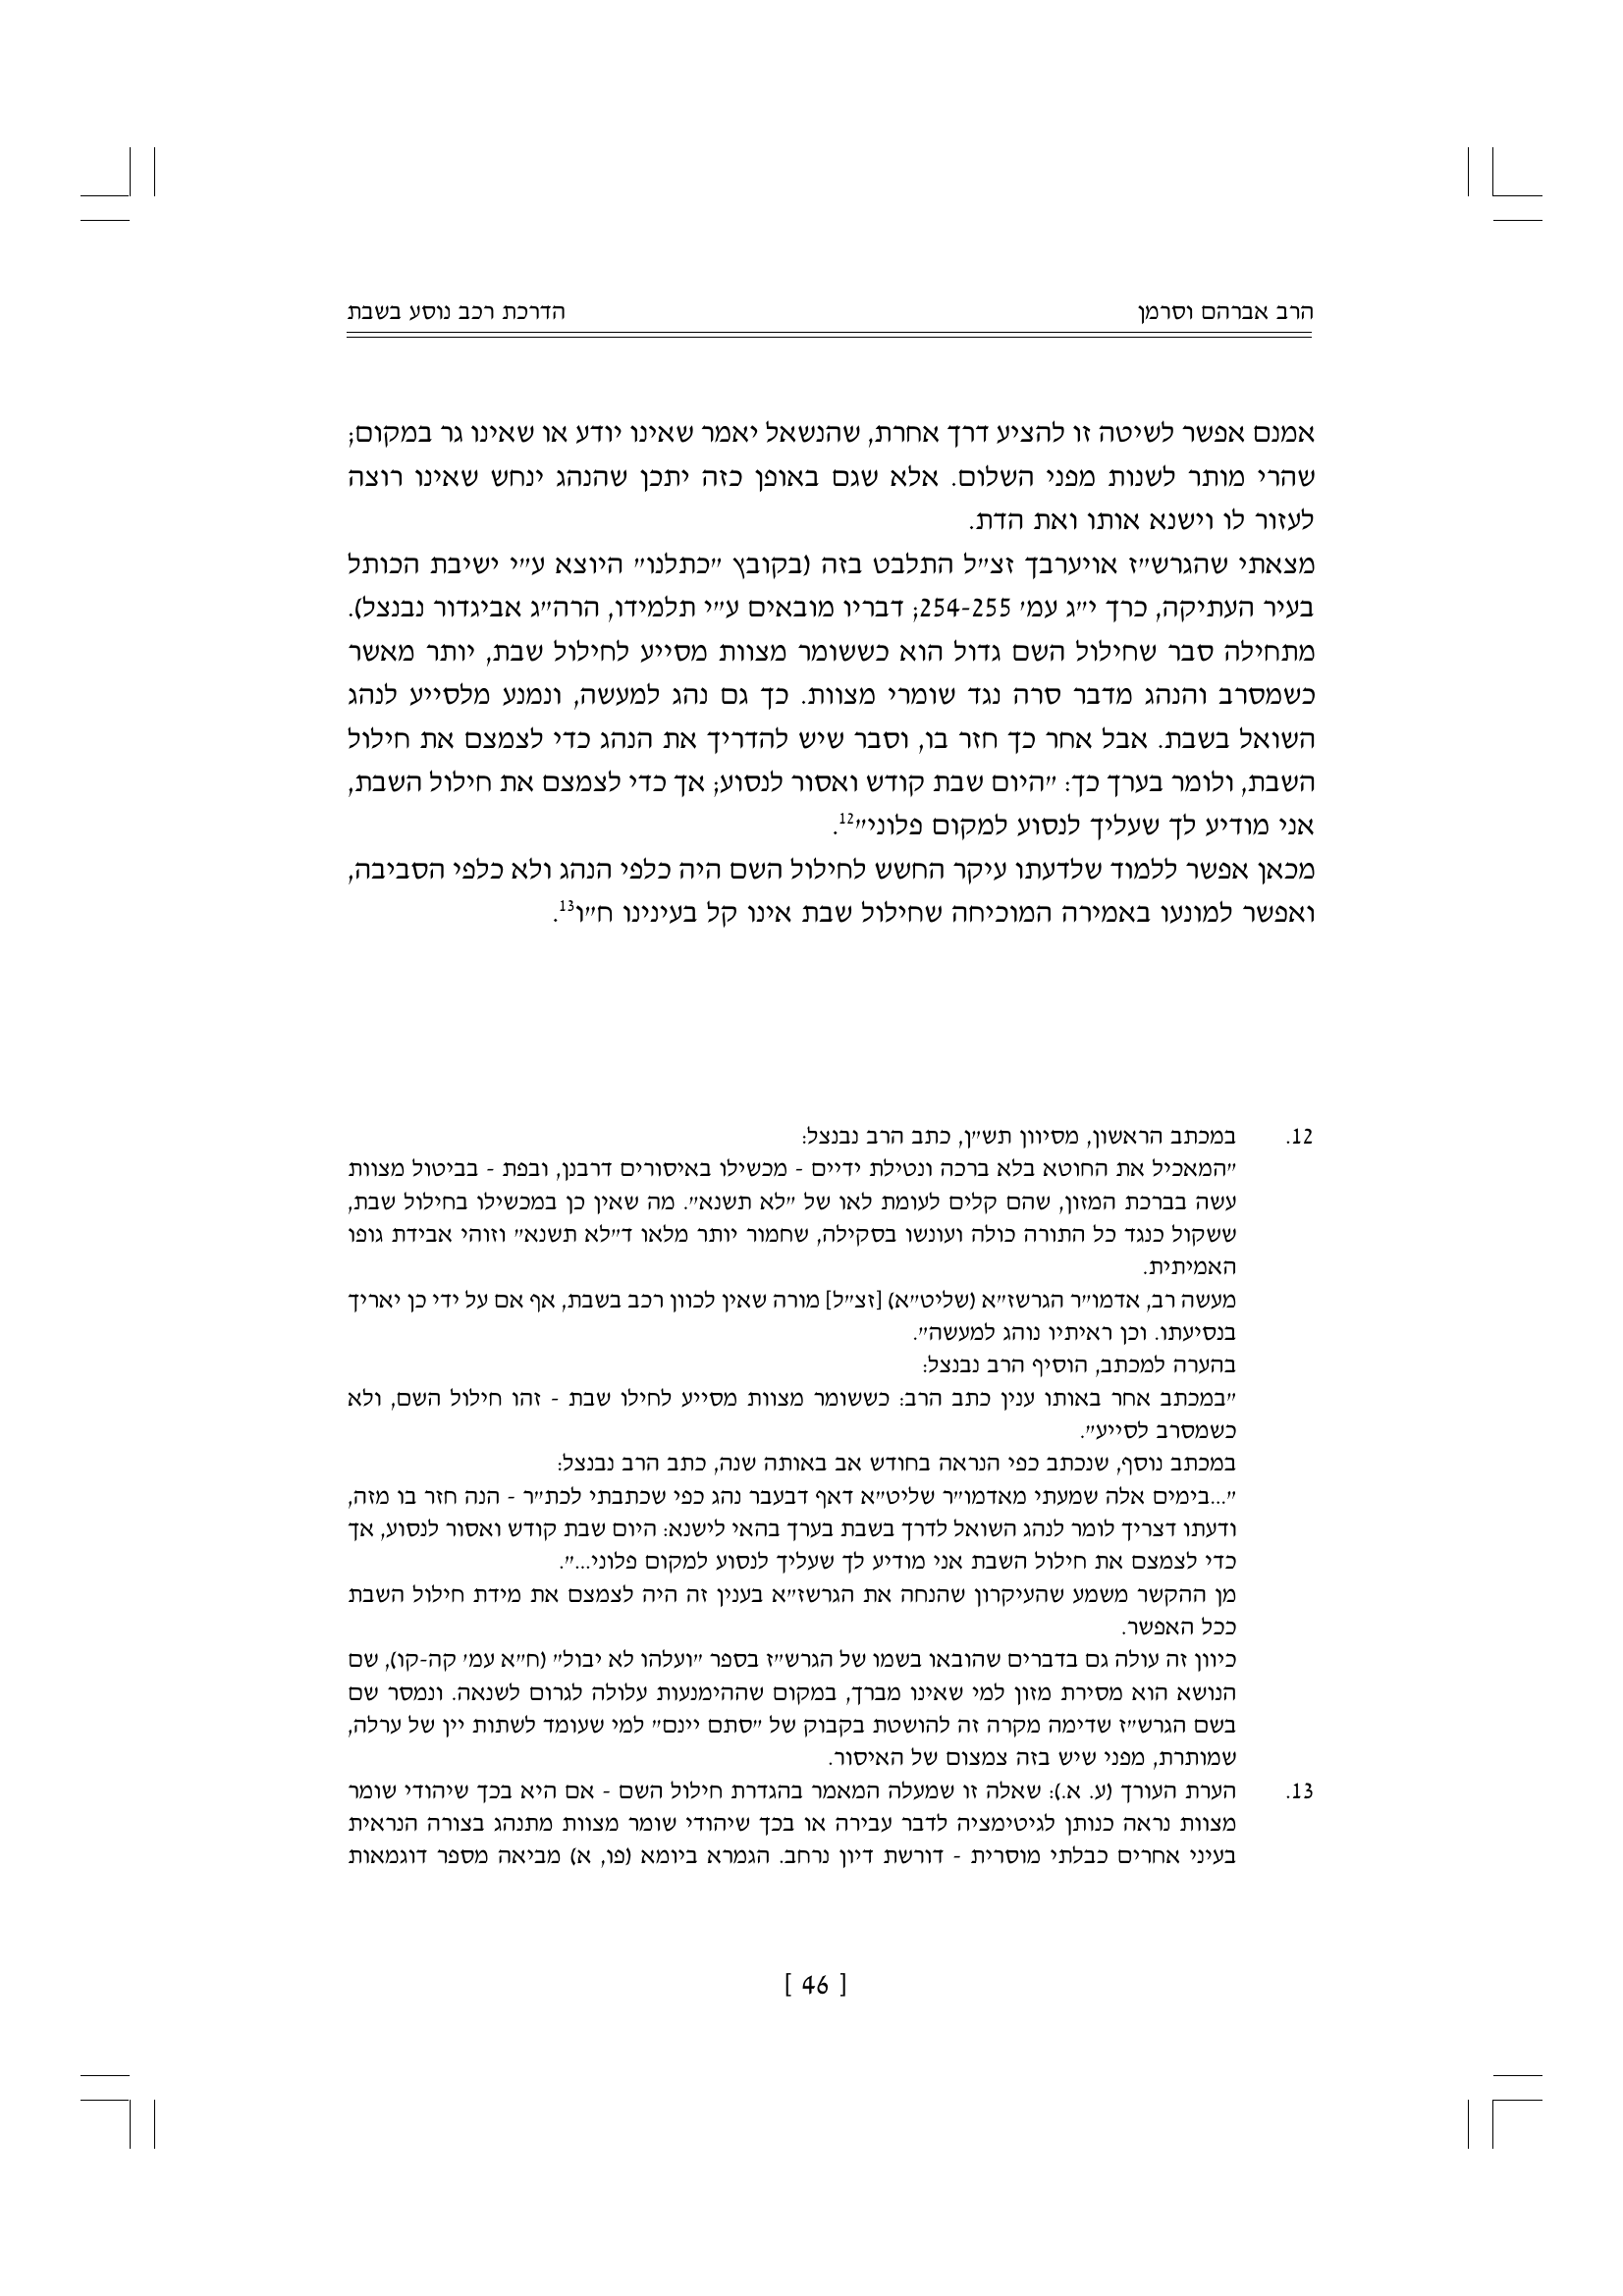 הרב אברהם וסרמן הדרכת רכב נוסע בשבת
אמנם אפשר לשיטה זו להציע דרך אחרת, שהנשאל יאמר שאינו יודע או שאינו גר במקום;
שהרי מותר לשנות מפני השלום. אלא שגם באופן כזה יתכן שהנהג ינחש שאינו רוצה
לעזור לו וישנא אותו ואת הדת.
מצאתי שהגרש״ז אויערבך זצ״ל התלבט בזה (בקובץ ״כתלנו״ היוצא ע״י ישיבת הכותל
בעיר העתיקה, כרך י״ג עמ׳ 254-255; דבריו מובאים ע״י תלמידו, הרה״ג אביגדור נבנצל).
מתחילה סבר שחילול השם גדול הוא כששומר מצוות מסייע לחילול שבת, יותר מאשר
כשמסרב והנהג מדבר סרה נגד שומרי מצוות. כך גם נהג למעשה, ונמנע מלסייע לנהג
השואל בשבת. אבל אחר כך חזר בו, וסבר שיש להדריך את הנהג כדי לצמצם את חילול
השבת, ולומר בערך כך: ״היום שבת קודש ואסור לנסוע; אך כדי לצמצם את חילול השבת,
אני מודיע לך שעליך לנסוע למקום פלוני״12.
מכאן אפשר ללמוד שלדעתו עיקר החשש לחילול השם היה כלפי הנהג ולא כלפי הסביבה,
ואפשר למונעו באמירה המוכיחה שחילול שבת אינו קל בעינינו ח״ו13.
12. במכתב הראשון, מסיוון תש״ן, כתב הרב נבנצל:
״המאכיל את החוטא בלא ברכה ונטילת ידיים - מכשילו באיסורים דרבנן, ובפת - בביטול מצוות
עשה בברכת המזון, שהם קלים לעומת לאו של ״לא תשנא״. מה שאין כן במכשילו בחילול שבת,
ששקול כנגד כל התורה כולה ועונשו בסקילה, שחמור יותר מלאו ד״לא תשנא״ וזוהי אבידת גופו
האמיתית.
מעשה רב, אדמו״ר הגרשז״א (שליט״א) [זצ״ל] מורה שאין לכוון רכב בשבת, אף אם על ידי כן יאריך
בנסיעתו. וכן ראיתיו נוהג למעשה״.
בהערה למכתב, הוסיף הרב נבנצל:
״במכתב אחר באותו ענין כתב הרב: כששומר מצוות מסייע לחילו שבת - זהו חילול השם, ולא
כשמסרב לסייע״.
במכתב נוסף, שנכתב כפי הנראה בחודש אב באותה שנה, כתב הרב נבנצל:
״...בימים אלה שמעתי מאדמו״ר שליט״א דאף דבעבר נהג כפי שכתבתי לכת״ר - הנה חזר בו מזה,
ודעתו דצריך לומר לנהג השואל לדרך בשבת בערך בהאי לישנא: היום שבת קודש ואסור לנסוע, אך
כדי לצמצם את חילול השבת אני מודיע לך שעליך לנסוע למקום פלוני...״.
מן ההקשר משמע שהעיקרון שהנחה את הגרשז״א בענין זה היה לצמצם את מידת חילול השבת
ככל האפשר.
כיוון זה עולה גם בדברים שהובאו בשמו של הגרש״ז בספר ״ועלהו לא יבול״ (ח״א עמ׳ קה-קו), שם
הנושא הוא מסירת מזון למי שאינו מברך, במקום שההימנעות עלולה לגרום לשנאה. ונמסר שם
בשם הגרש״ז שדימה מקרה זה להושטת בקבוק של ״סתם יינם״ למי שעומד לשתות יין של ערלה,
שמותרת, מפני שיש בזה צמצום של האיסור.
13. הערת העורך (ע. א.): שאלה זו שמעלה המאמר בהגדרת חילול השם - אם היא בכך שיהודי שומר
מצוות נראה כנותן לגיטימציה לדבר עבירה או בכך שיהודי שומר מצוות מתנהג בצורה הנראית
בעיני אחרים כבלתי מוסרית - דורשת דיון נרחב. הגמרא ביומא (פו, א) מביאה מספר דוגמאות
[ 46 ]